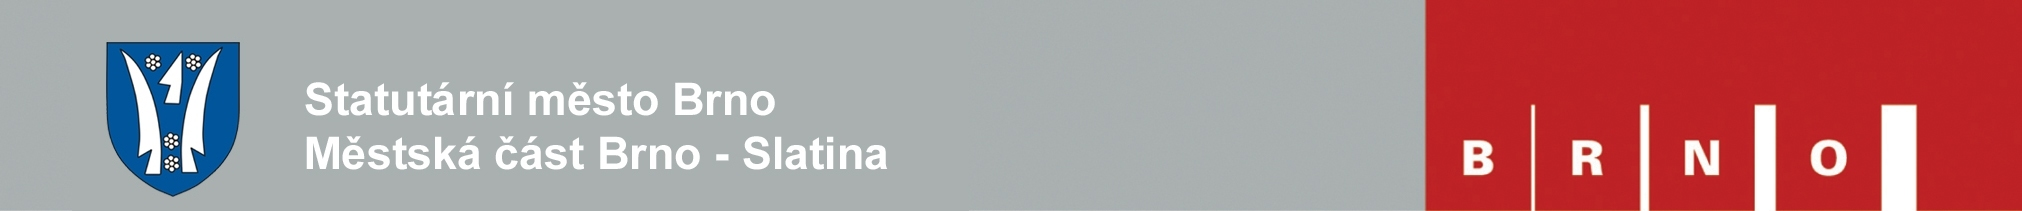 Statutární město Brno
Městská část Brno - Slatina
B R N O